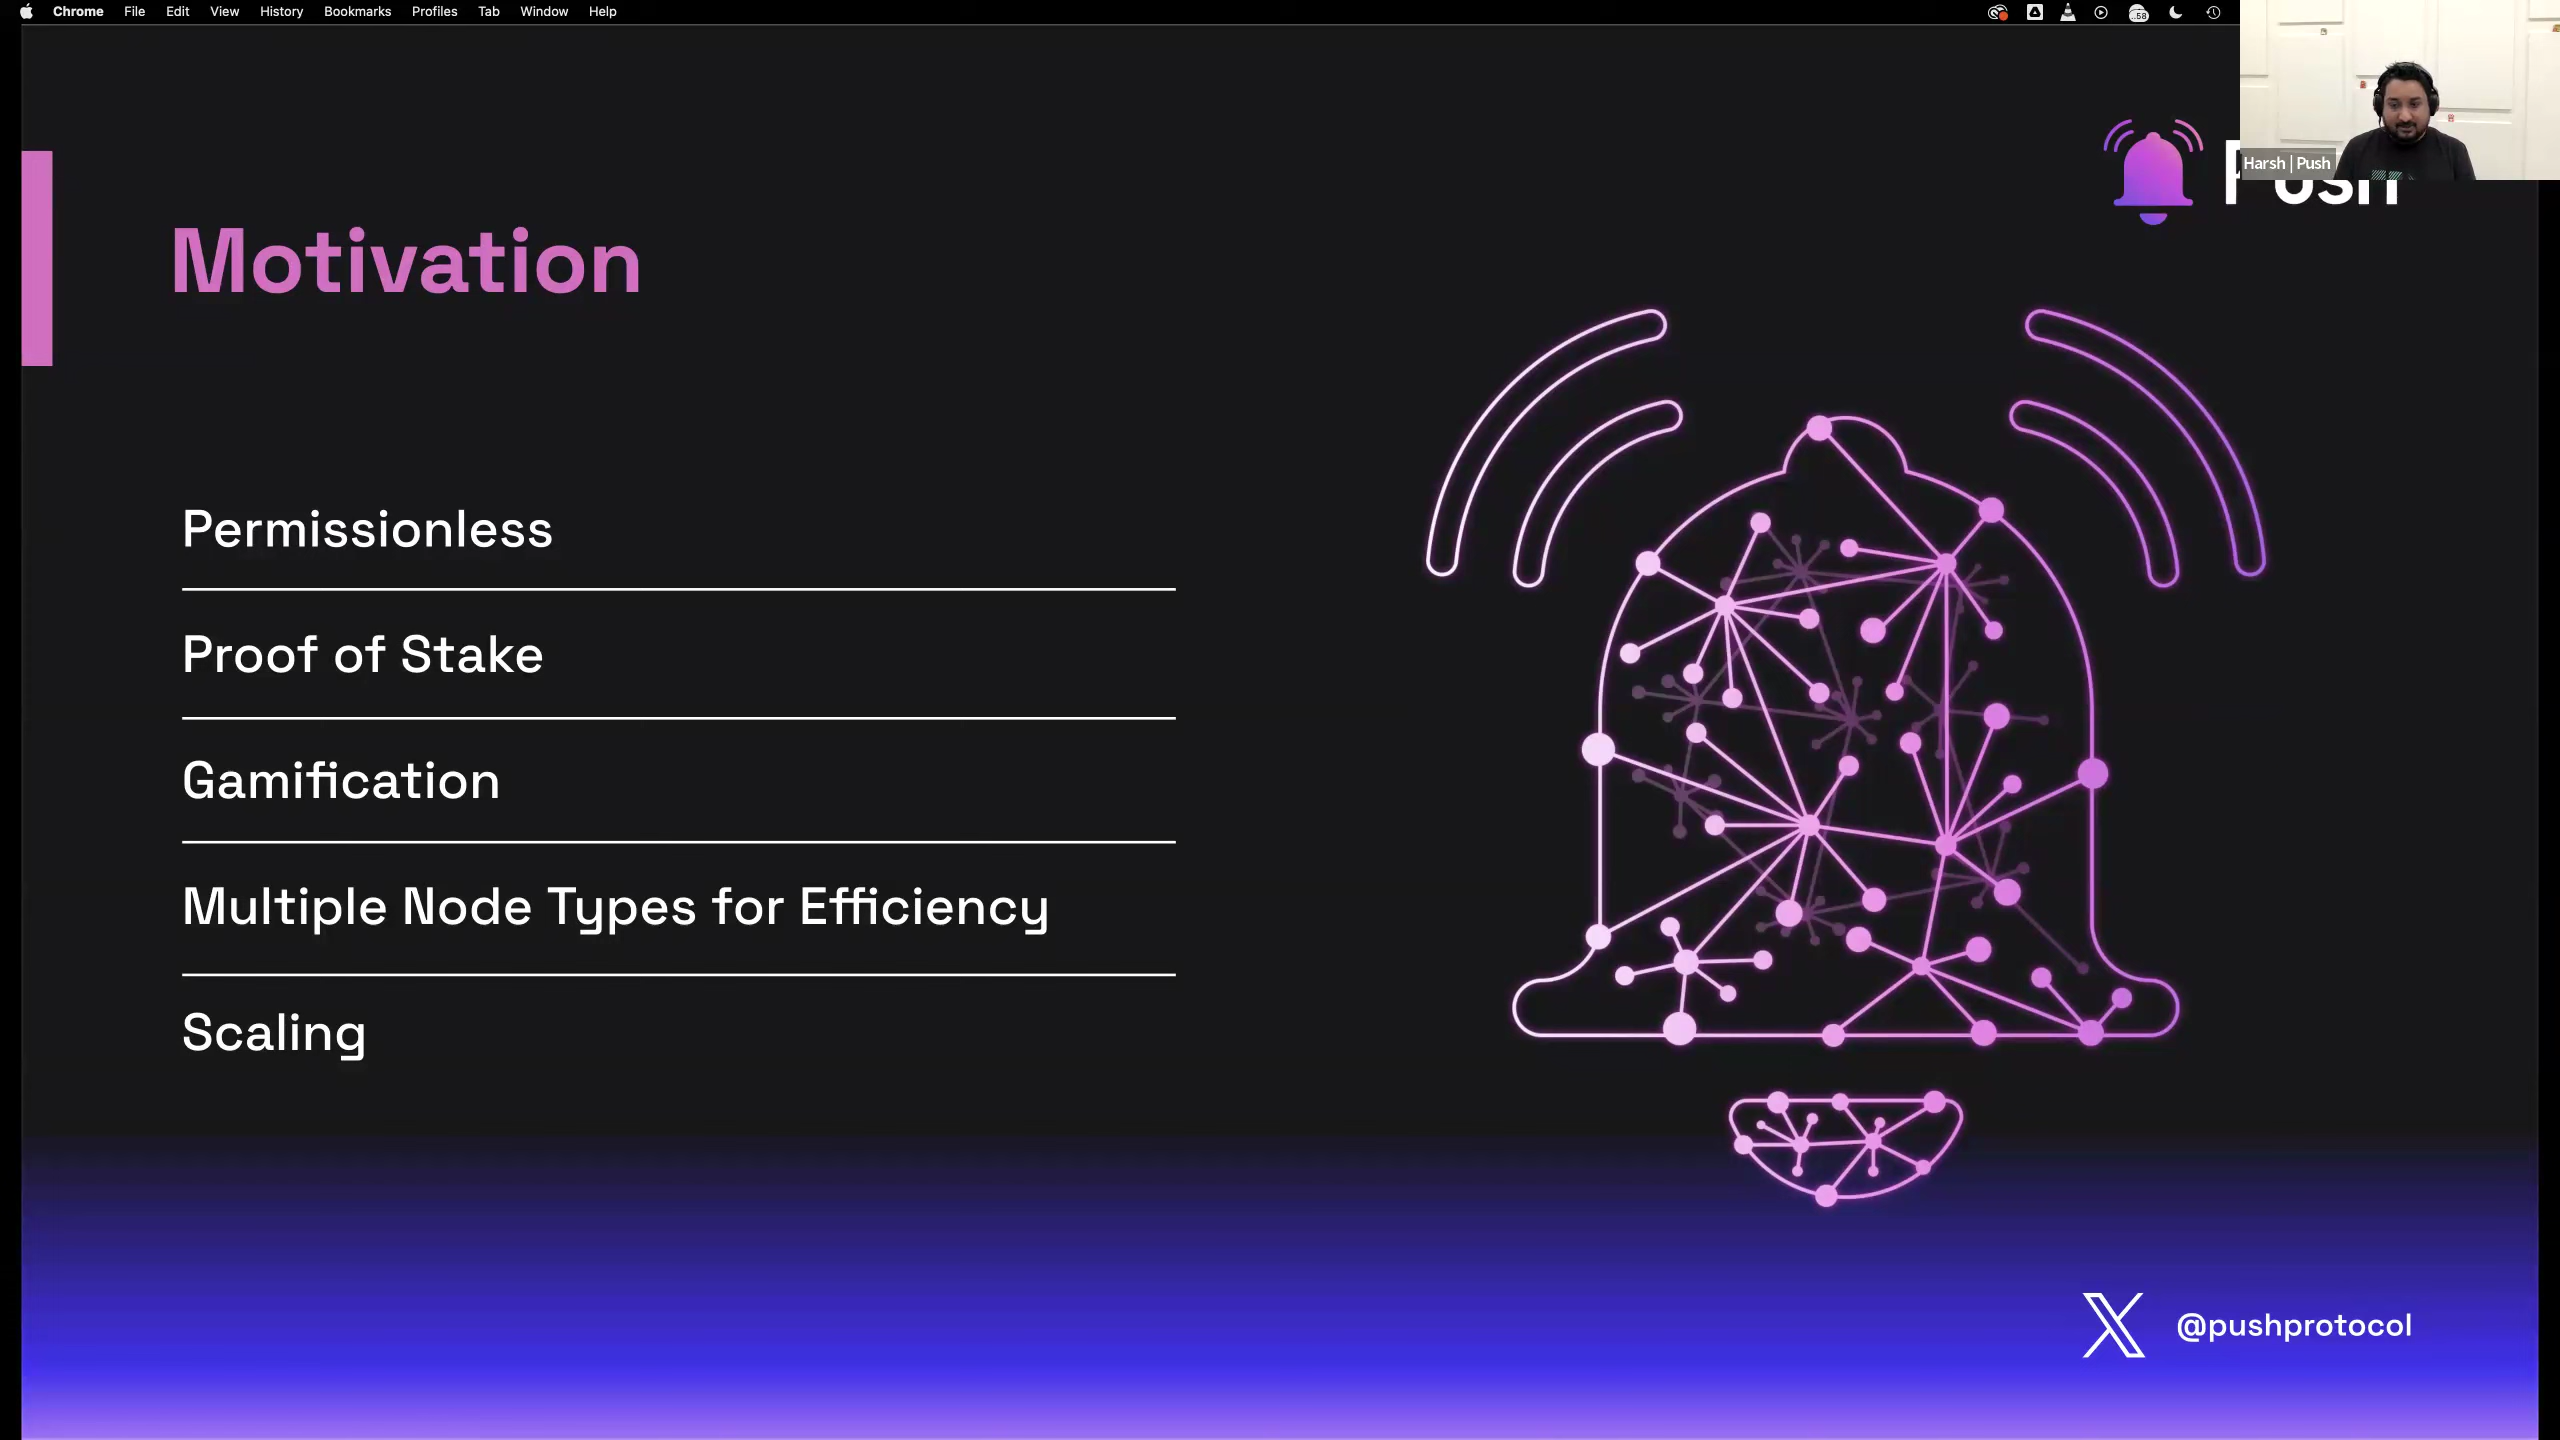 Chrome File Edit View History Bookmarks Profiles Tab Window Help
Harsh | Push
Push
Motivation
Permissionless
Proof of Stake
Gamification
Multiple Node Types for Efficiency
Scaling
@pushprotocol